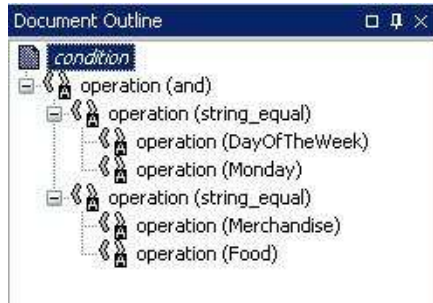 Document Outline
condition
operation (and)
operation (string_equal)
operation (DayOfTheWeek)
operation (Monday)
operation (string_equal)
operation (Merchandise)
operation (Food)